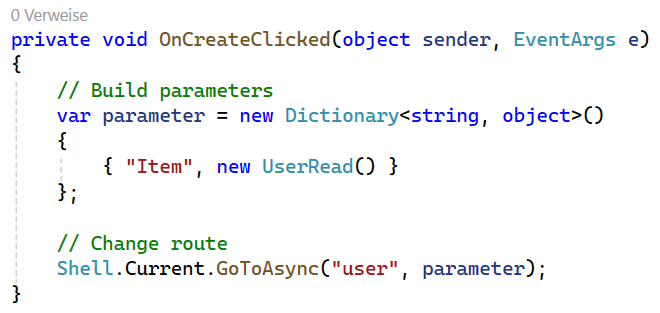 0 Verweise
private void OnCreateClicked(object sender, EventArgs e)
{
    // Build parameters
    var parameter = new Dictionary<string, object>()
    {
        { "Item", new UserRead() }
    };

    // Change route
    Shell.Current.GoToAsync("user", parameter);
}